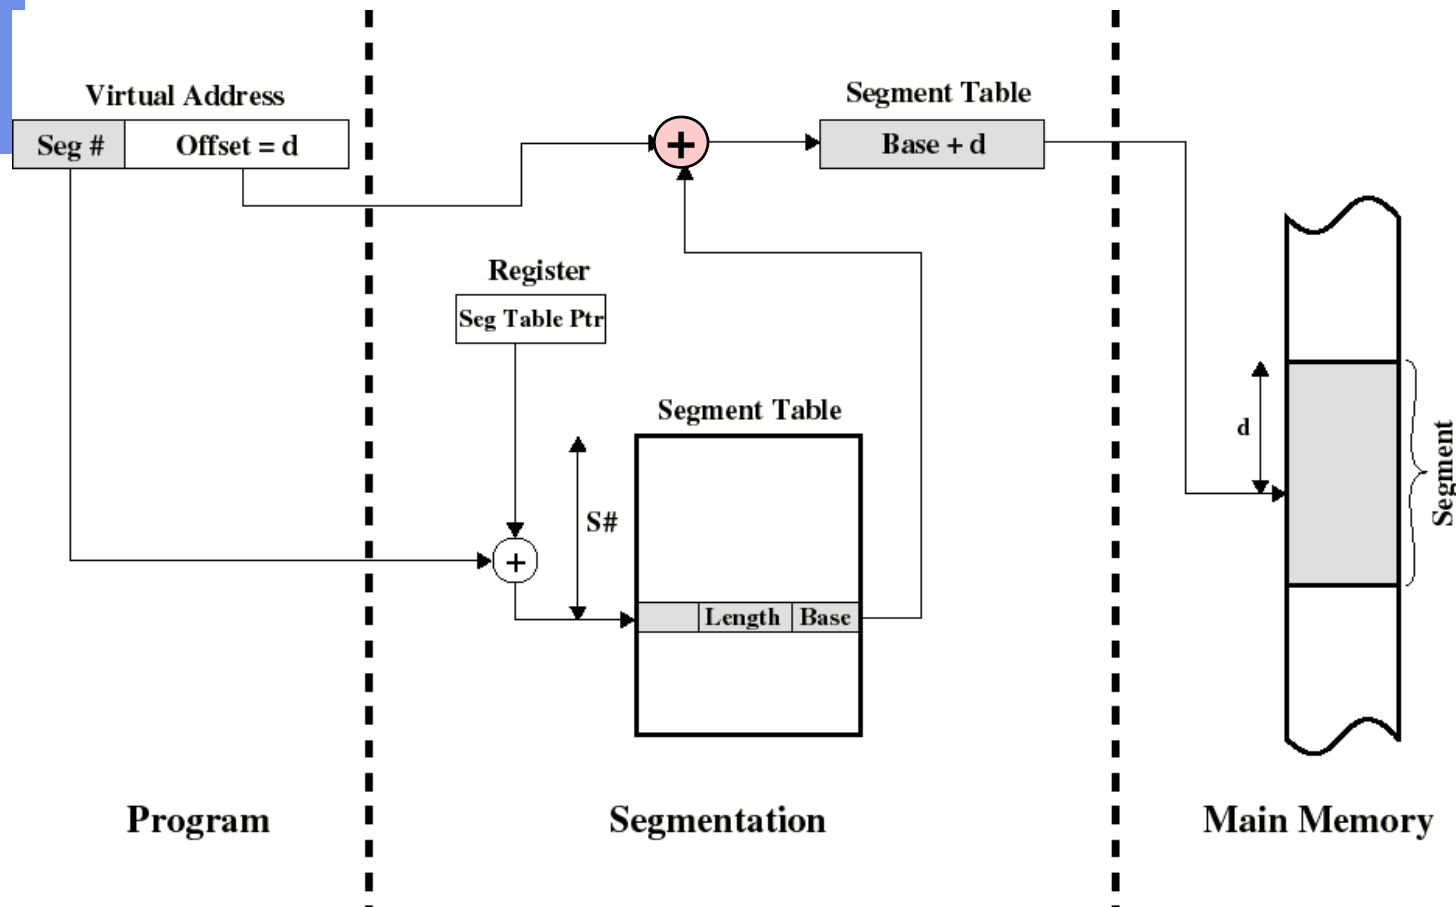 Virtual Address
Segment Table
Seg #
Offset = d
+
Base + d
Register
Seg Table Ptr
Segment Table
d
Segment
S#
+
Length
Base
Program
Segmentation
Main Memory